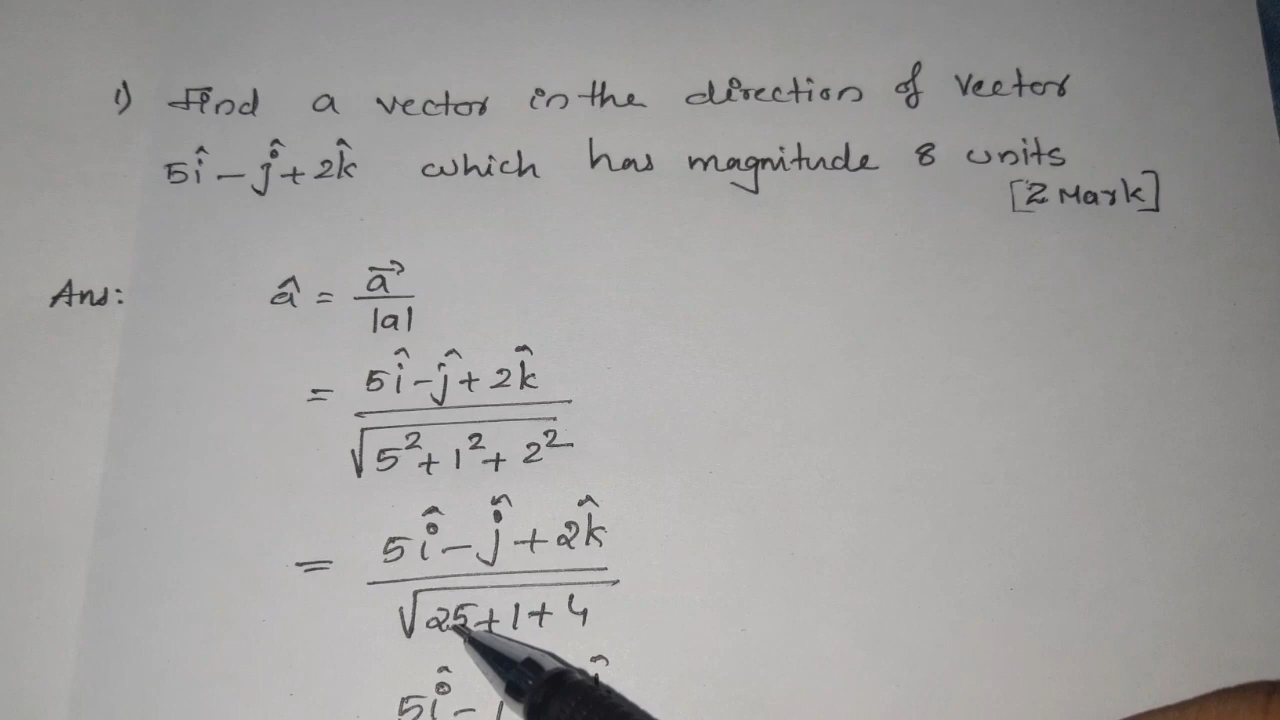 1) Find a vector in the direction of vector
5î - ĵ + 2k̂ which has magnitude 8 units
[2 Mark]
Ans: â = a⃗ / |a|
= 5î - ĵ + 2k̂
√5² + 1² + 2²
= 5î - ĵ + 2k̂
√25 + 1 + 4
5î -